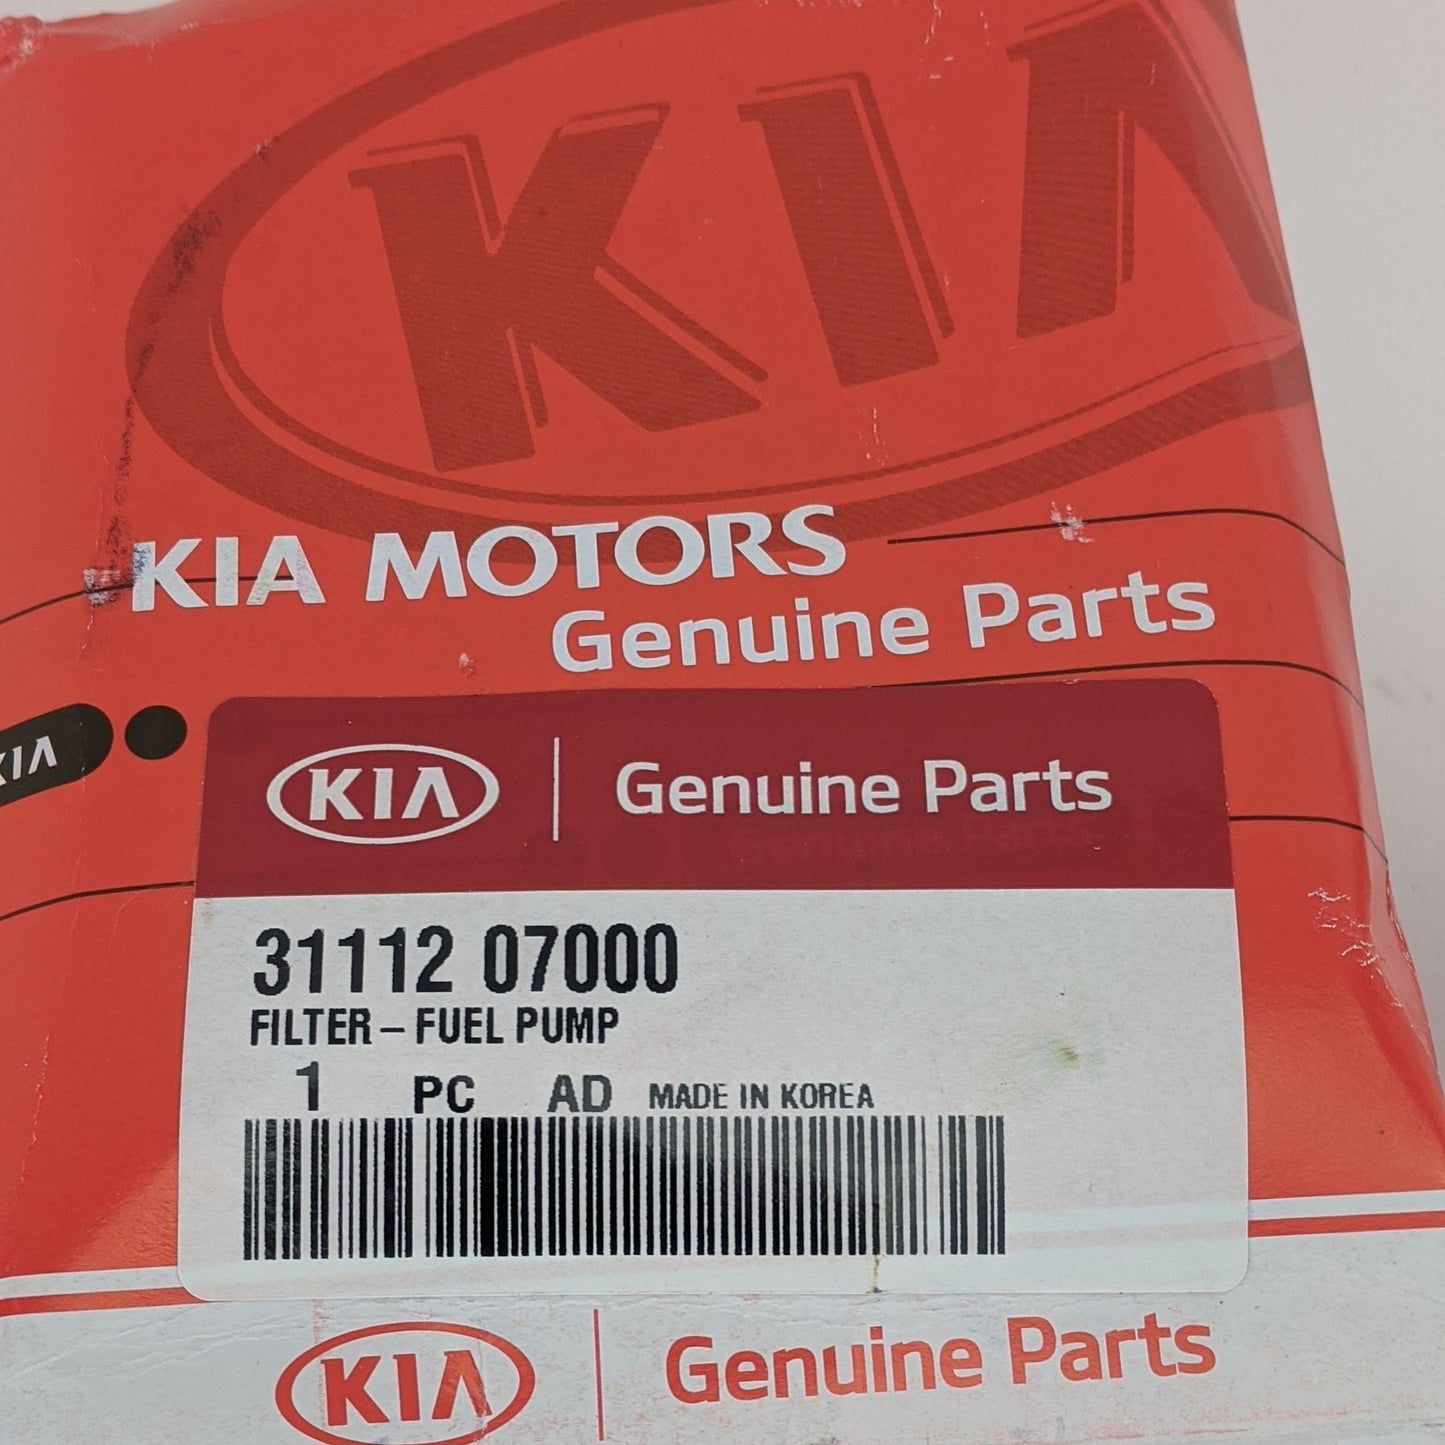 KIA
KIA MOTORS
Genuine Parts
KIA
KIA Genuine Parts
31112 07000
FILTER – FUEL PUMP
1 PC AD MADE IN KOREA
KIA Genuine Parts